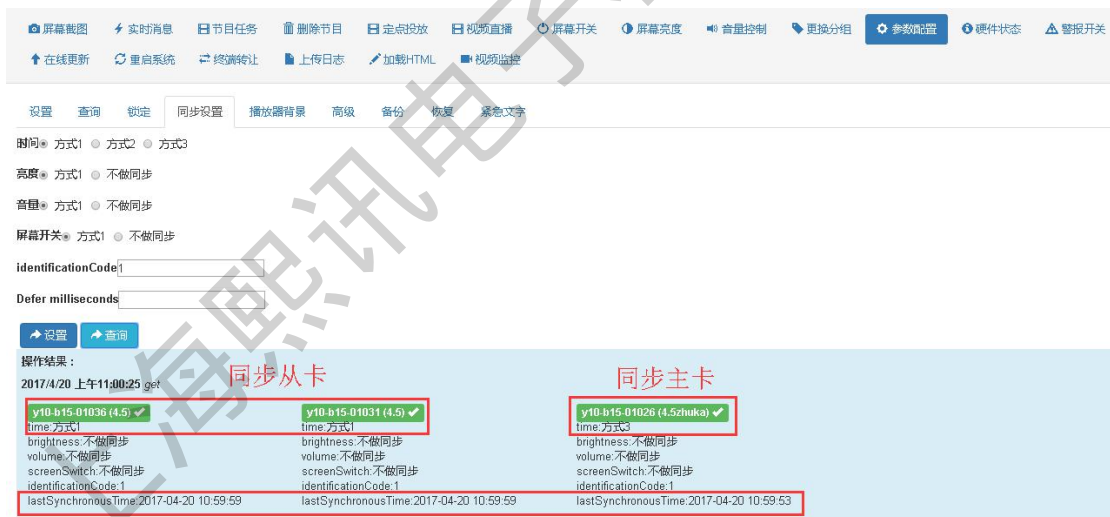 屏幕截图 实时消息 节目任务 删除节目 定点投放 视频直播 屏幕开关 屏幕亮度 音量控制 更换分组 参数配置 硬件状态 警报开关
在线更新 重启系统 终端转让 上传日志 加载HTML 视频监控
设置 查询 锁定 同步设置 播放器背景 高级 备份 恢复 紧急文字
时间 方式1 方式2 方式3
亮度 方式1 不做同步
音量 方式1 不做同步
屏幕开关 方式1 不做同步
identificationCode 1
Defer milliseconds
设置 查询
操作结果：
同步从卡 同步主卡
2017/4/20 上午11:00:25 get
y10-b15-01036 (4.5) y10-b15-01031 (4.5) y10-b15-01026 (4.5zhuka)
time:方式1 time:方式1 time:方式3
brightness:不做同步 brightness:不做同步 brightness:不做同步
volume:不做同步 volume:不做同步 volume:不做同步
screenSwitch:不做同步 screenSwitch:不做同步 screenSwitch:不做同步
identificationCode:1 identificationCode:1 identificationCode:1
lastSynchronousTime:2017-04-20 10:59:59 lastSynchronousTime:2017-04-20 10:59:59 lastSynchronousTime:2017-04-20 10:59:53
上海熙讯电子